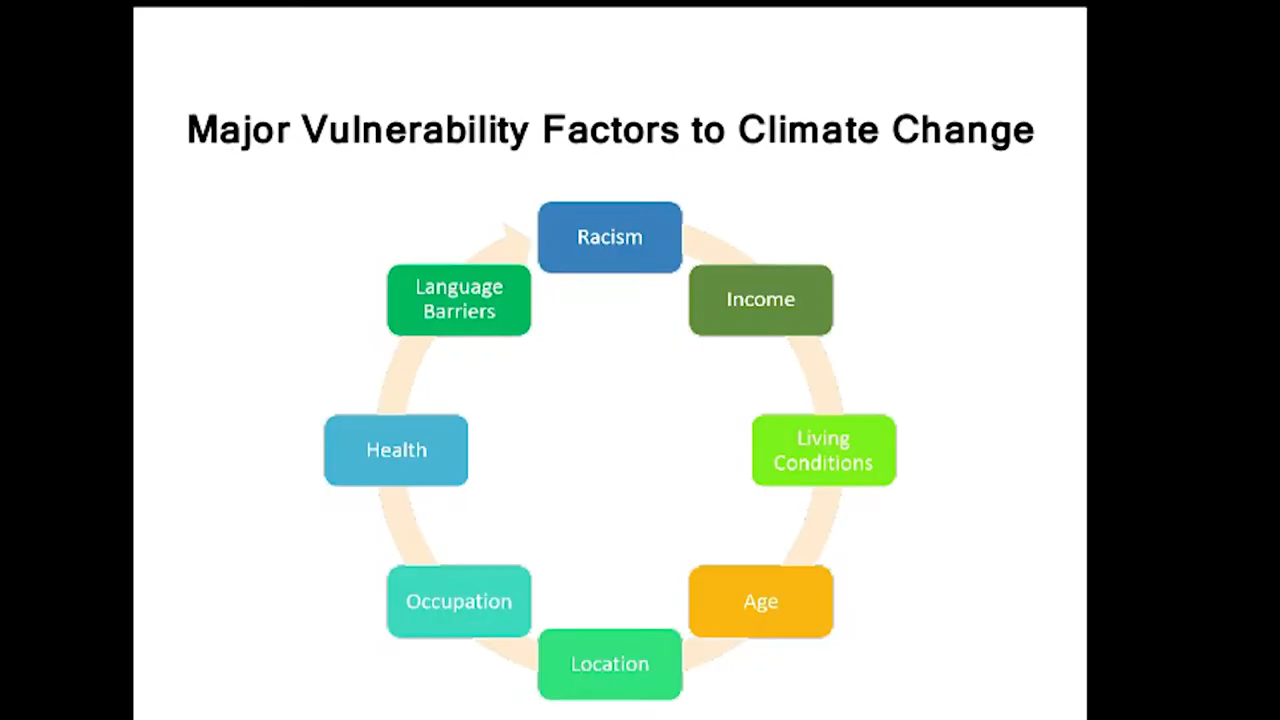 Major Vulnerability Factors to Climate Change
Racism
Income
Living
Conditions
Age
Location
Occupation
Health
Language
Barriers